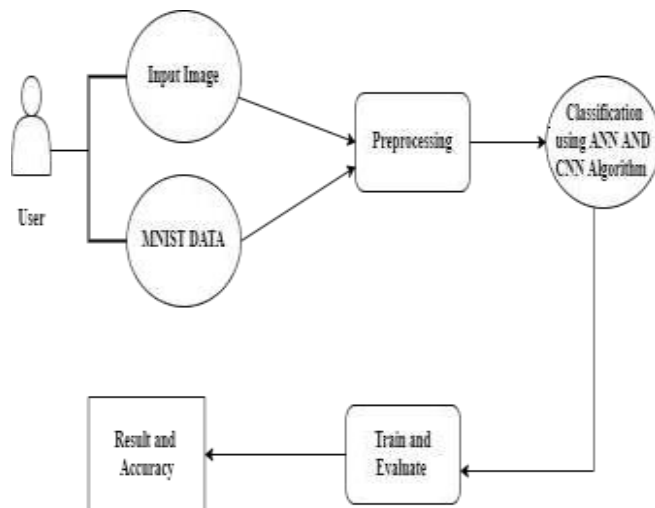 Input Image
User
MNIST DATA
Preprocessing
Classification
using ANN AND
CNN Algorithm
Result and
Accuracy
Train and
Evaluate